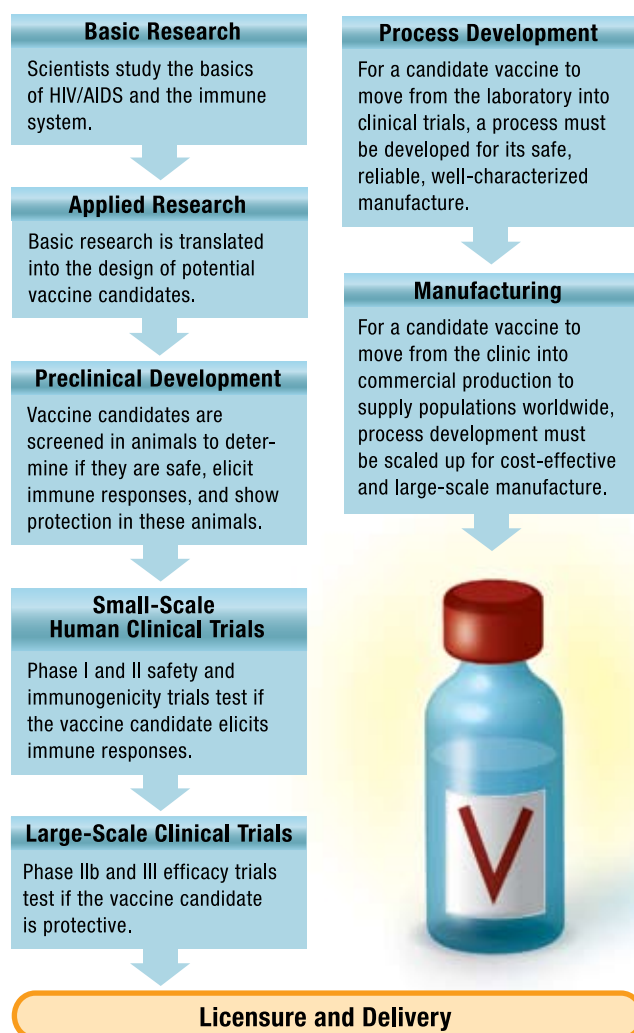 Basic Research
Scientists study the basics
of HIV/AIDS and the immune
system.
Applied Research
Basic research is translated
into the design of potential
vaccine candidates.
Preclinical Development
Vaccine candidates are
screened in animals to deter-
mine if they are safe, elicit
immune responses, and show
protection in these animals.
Small-Scale
Human Clinical Trials
Phase I and II safety and
immunogenicity trials test if
the vaccine candidate elicits
immune responses.
Large-Scale Clinical Trials
Phase IIb and III efficacy trials
test if the vaccine candidate
is protective.
Process Development
For a candidate vaccine to
move from the laboratory into
clinical trials, a process must
be developed for its safe,
reliable, well-characterized
manufacture.
Manufacturing
For a candidate vaccine to
move from the clinic into
commercial production to
supply populations worldwide,
process development must
be scaled up for cost-effective
and large-scale manufacture.
V
Licensure and Delivery